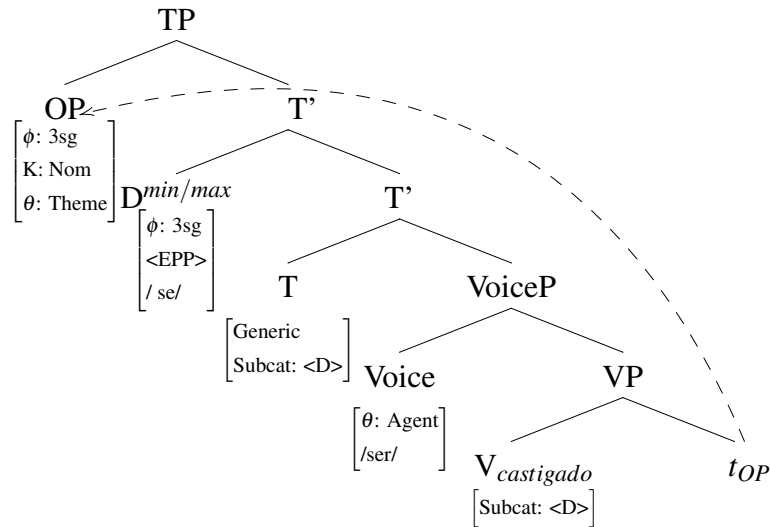 TP
OP
T’
ϕ: 3sg
K: Nom
θ: Theme
D^min/max
T’
ϕ: 3sg
<EPP>
/ se/
T
VoiceP
Generic
Subcat: <D>
Voice
VP
θ: Agent
/ser/
V_castigado
t_OP
Subcat: <D>